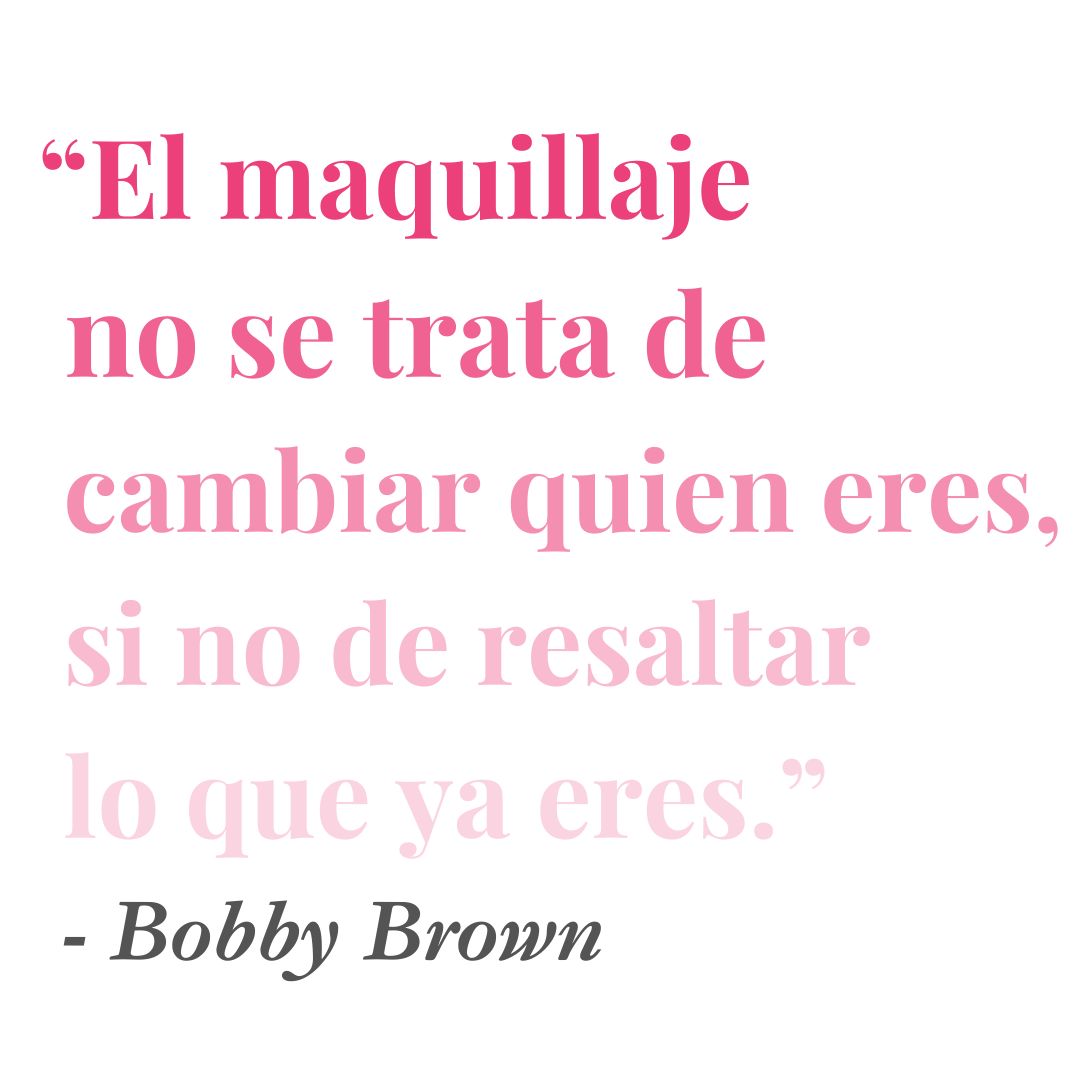 “El maquillaje
no se trata de
cambiar quien eres,
si no de resaltar
lo que ya eres.”
- Bobby Brown